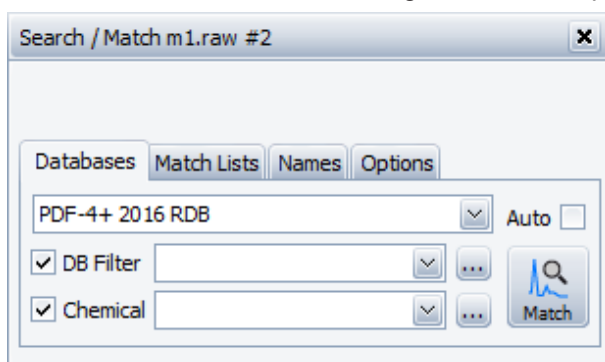 Search / Match m1.raw #2
Databases Match Lists Names Options
PDF-4+ 2016 RDB Auto
DB Filter ...
Chemical ... Match